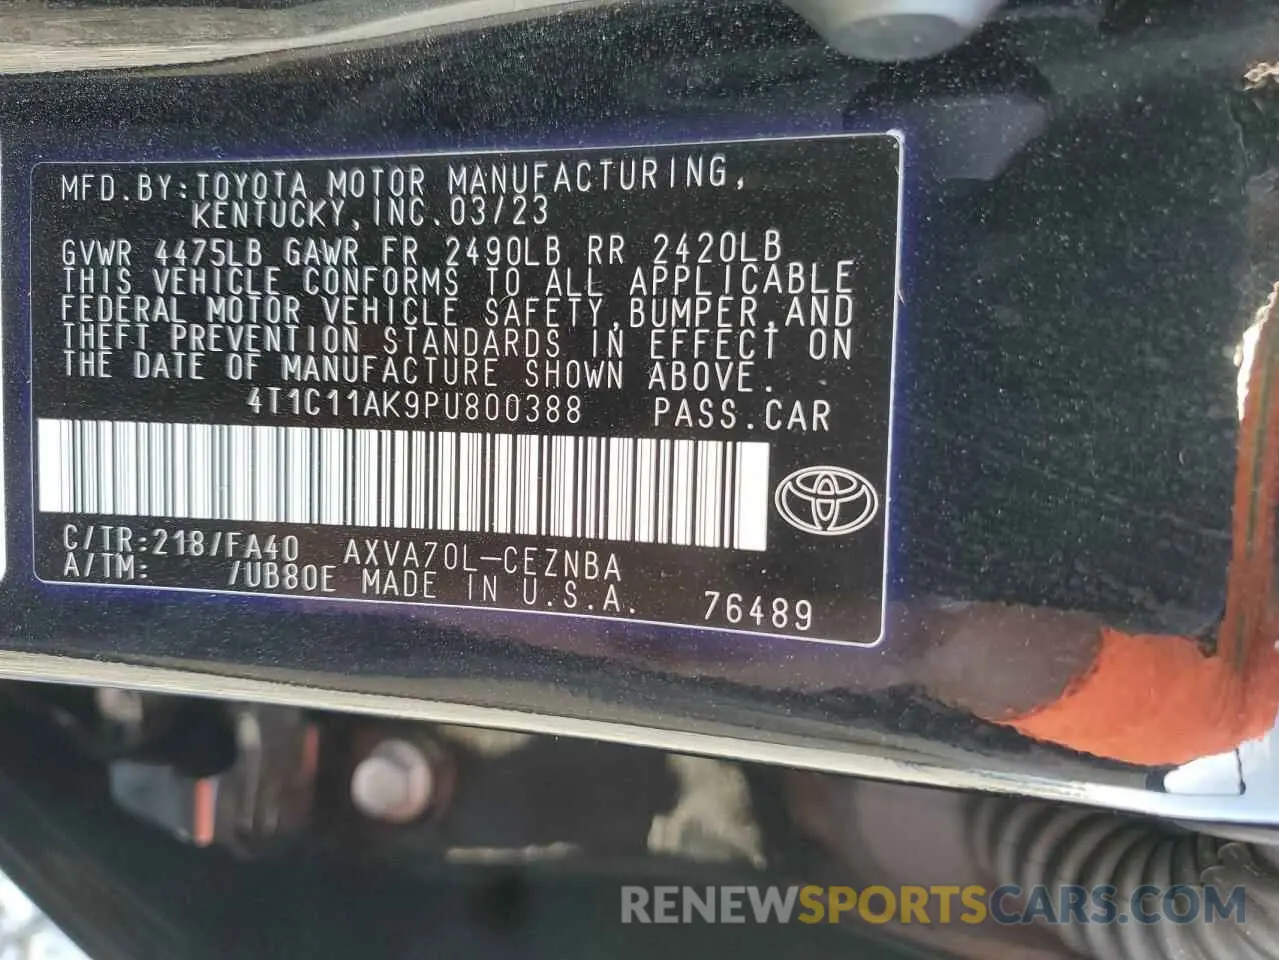 MFD.BY:TOYOTA MOTOR MANUFACTURING,
KENTUCKY,INC.03/23
GVWR 4475LB GAWR FR 2490LB RR 2420LB
THIS VEHICLE CONFORMS TO ALL APPLICABLE
FEDERAL MOTOR VEHICLE SAFETY,BUMPER,AND
THEFT PREVENTION STANDARDS IN EFFECT ON
THE DATE OF MANUFACTURE SHOWN ABOVE.
4T1C11AK9PU800388 PASS.CAR
C/TR:218/FA40 AXVA70L-CEZNBA
A/TM: /UB80E MADE IN U.S.A. 76489
RENEWSPORTSCARS.COM